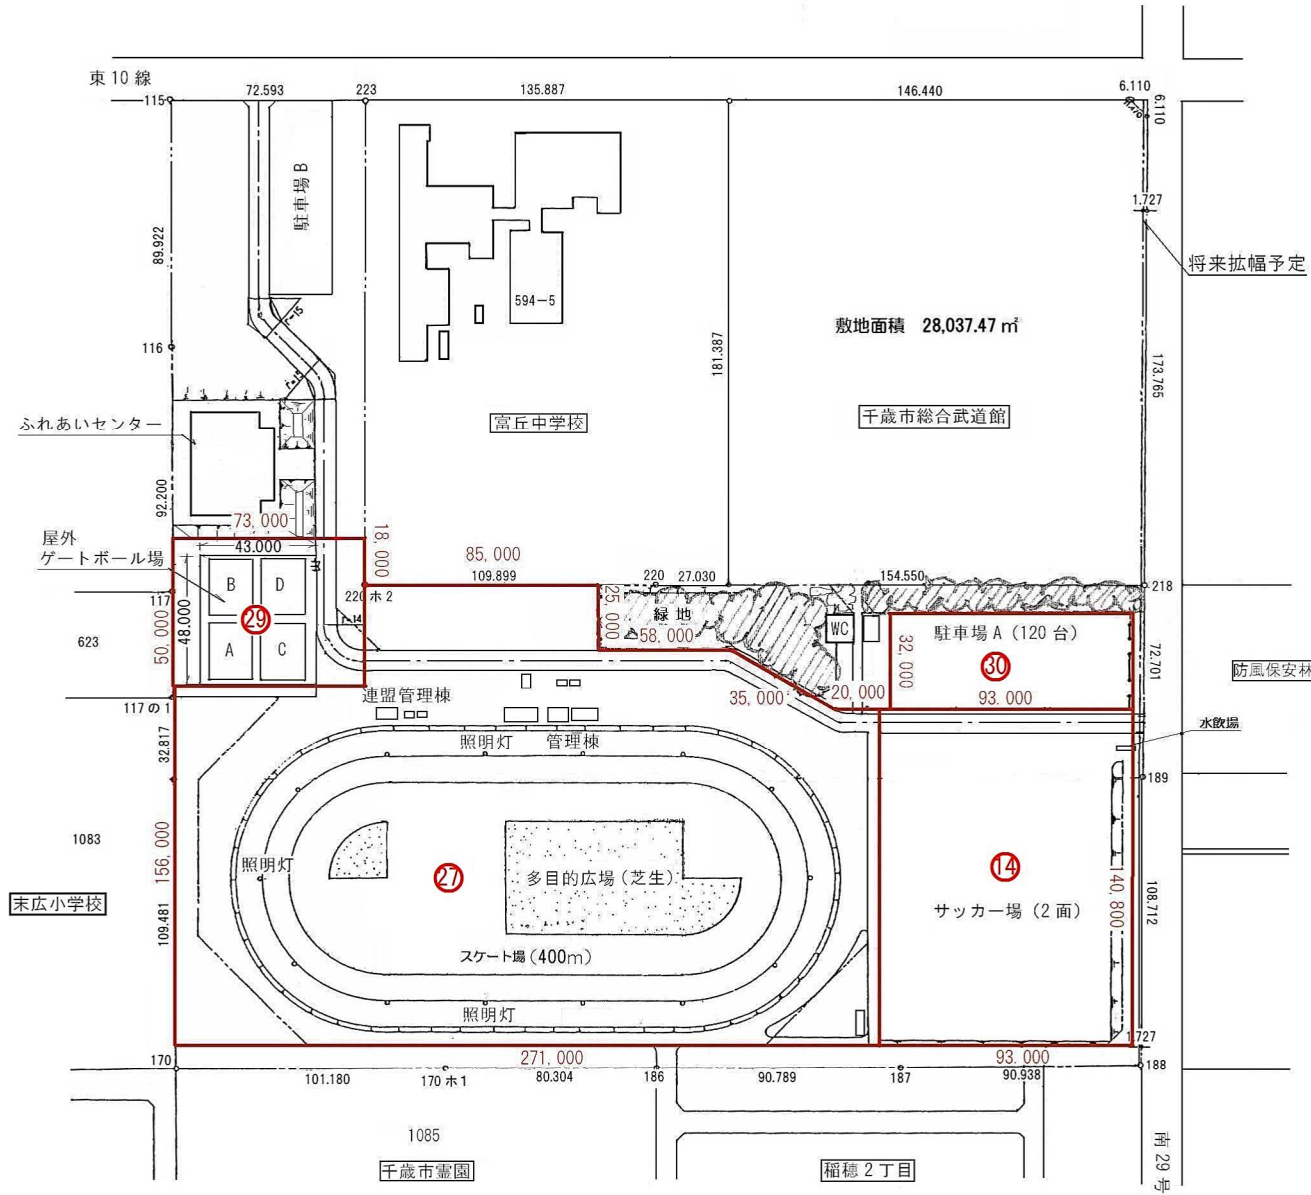 東10線
115
72.593
223
135.887
146.440
6.110
6.110
駐車場B
1.727
89.922
将来拡幅予定
r=15
594-5
敷地面積 28,037.47㎡
116
181.387
173.765
r=15
富丘中学校
千歳市総合武道館
ふれあいセンター
92.200
73,000
18,000
屋外
ゲートボール場
43.000
85,000
109.899
220
27.030
154.550
218
B
D
117
220ホ2
25,000
緑地
29
r=14
58,000
WC
駐車場A(120台)
50,000
48.000
623
A
C
32,000
30
72.701
防風保安林
117の1
連盟管理棟
35,000
20,000
93.000
32.817
照明灯
管理棟
水飲場
189
1083
156,000
照明灯
27
多目的広場(芝生)
14
140,800
末広小学校
109.481
サッカー場(2面)
108.712
スケート場(400m)
照明灯
1.727
170
271,000
93.000
188
101.180
170ホ1
80.304
186
90.789
187
90.938
1085
千歳市霊園
稲穂2丁目
南29号